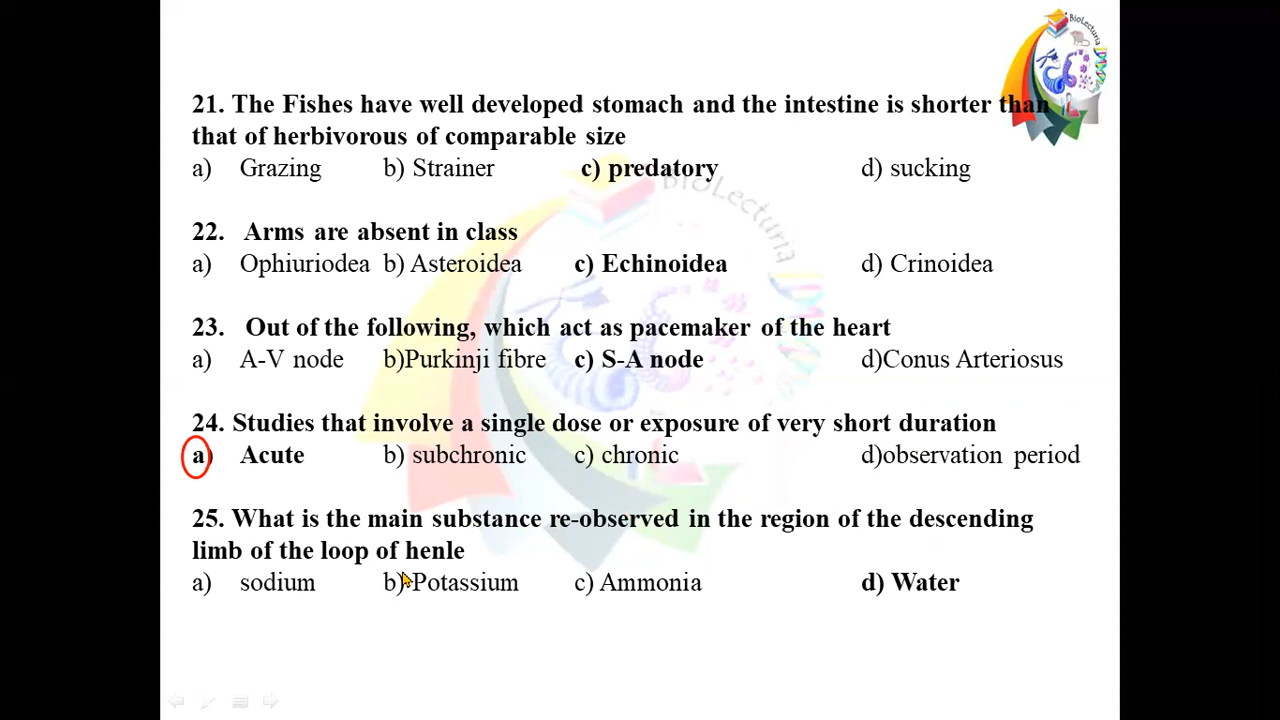 BioLecturia
21. The Fishes have well developed stomach and the intestine is shorter than
that of herbivorous of comparable size
a) Grazing b) Strainer c) predatory d) sucking
BioLecturia
22. Arms are absent in class
a) Ophiuriodea b) Asteroidea c) Echinoidea d) Crinoidea
23. Out of the following, which act as pacemaker of the heart
a) A-V node b)Purkinji fibre c) S-A node d)Conus Arteriosus
24. Studies that involve a single dose or exposure of very short duration
a) Acute b) subchronic c) chronic d)observation period
25. What is the main substance re-observed in the region of the descending
limb of the loop of henle
a) sodium b) Potassium c) Ammonia d) Water